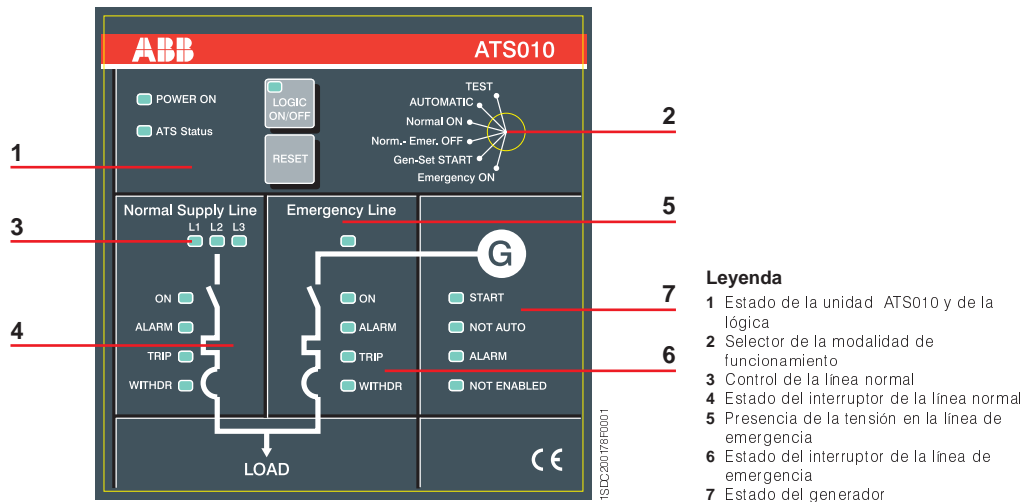 ABB
ATS010
POWER ON
ATS Status
LOGIC
ON/OFF
RESET
TEST
AUTOMATIC
Normal ON
Norm.- Emer. OFF
Gen-Set START
Emergency ON
1
2
Normal Supply Line
L1 L2 L3
Emergency Line
3
5
G
ON
ALARM
TRIP
WITHDR
4
ON
ALARM
TRIP
WITHDR
6
START
NOT AUTO
ALARM
NOT ENABLED
7
LOAD
CE
1SDC200178F0001
Leyenda
1 Estado de la unidad ATS010 y de la
lógica
2 Selector de la modalidad de
funcionamiento
3 Control de la línea normal
4 Estado del interruptor de la línea normal
5 Presencia de la tensión en la línea de
emergencia
6 Estado del interruptor de la línea de
emergencia
7 Estado del generador